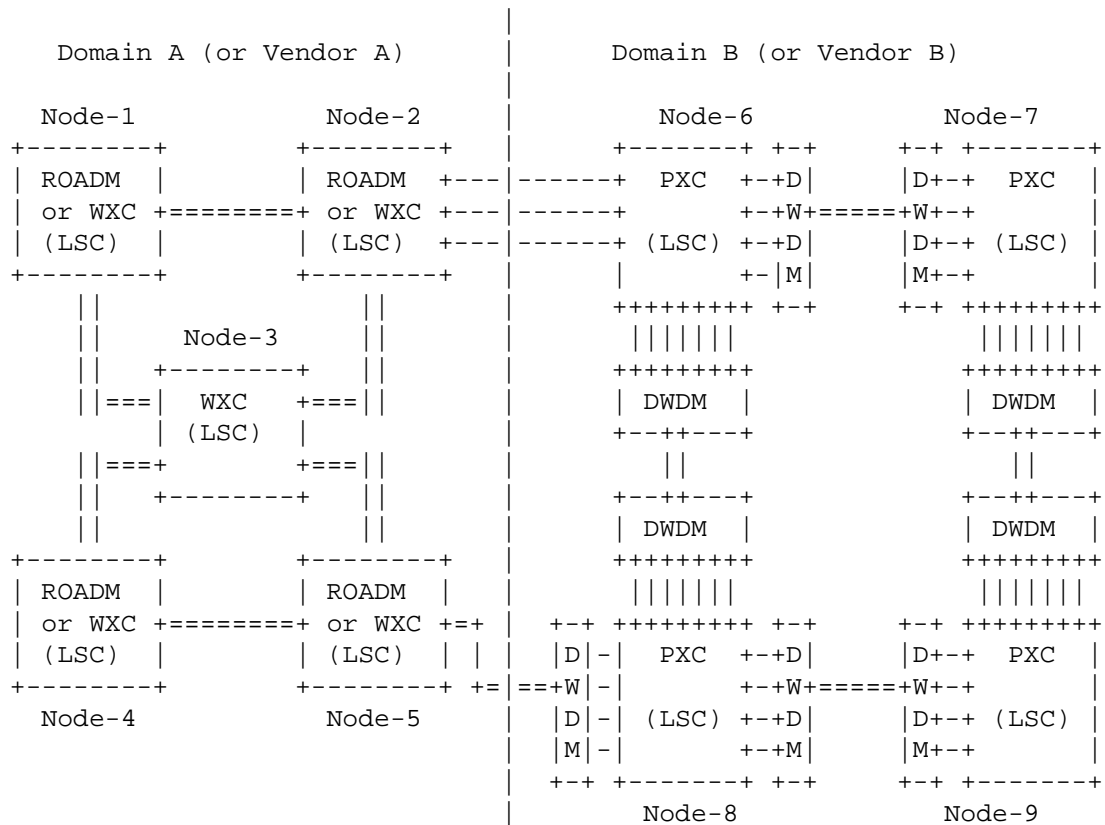 Domain A (or Vendor A) Domain B (or Vendor B)
Node-1 Node-2 Node-6 Node-7
ROADM ROADM PXC D D PXC
or WXC or WXC W W
(LSC) (LSC) (LSC) D D (LSC)
M M
Node-3
WXC DWDM DWDM
(LSC)
DWDM DWDM
ROADM ROADM
or WXC or WXC
(LSC) (LSC) D PXC D D PXC
W W W
Node-4 Node-5 D (LSC) D D (LSC)
M M M
Node-8 Node-9